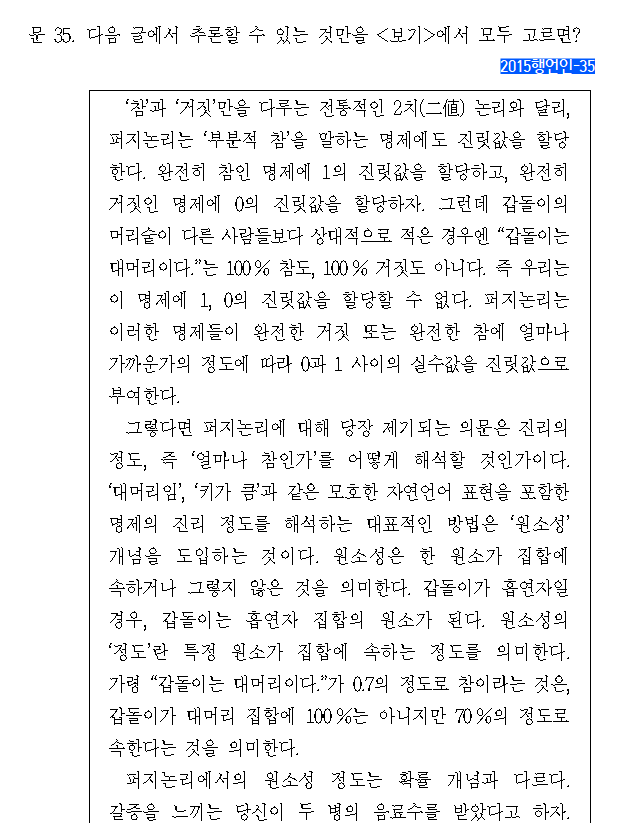 문 35. 다음 글에서 추론할 수 있는 것만을 <보기>에서 모두 고르면?
2015행언인-35
‘참’과 ‘거짓’만을 다루는 전통적인 2치(二値) 논리와 달리,
퍼지논리는 ‘부분적 참’을 말하는 명제에도 진릿값을 할당
한다. 완전히 참인 명제에 1의 진릿값을 할당하고, 완전히
거짓인 명제에 0의 진릿값을 할당하자. 그런데 갑돌이의
머리숱이 다른 사람들보다 상대적으로 적은 경우엔 “갑돌이는
대머리이다.”는 100% 참도, 100% 거짓도 아니다. 즉 우리는
이 명제에 1, 0의 진릿값을 할당할 수 없다. 퍼지논리는
이러한 명제들이 완전한 거짓 또는 완전한 참에 얼마나
가까운가의 정도에 따라 0과 1 사이의 실수값을 진릿값으로
부여한다.
그렇다면 퍼지논리에 대해 당장 제기되는 의문은 진리의
정도, 즉 ‘얼마나 참인가’를 어떻게 해석할 것인가이다.
‘대머리임’, ‘키가 큼’과 같은 모호한 자연언어 표현을 포함한
명제의 진리 정도를 해석하는 대표적인 방법은 ‘원소성’
개념을 도입하는 것이다. 원소성은 한 원소가 집합에
속하거나 그렇지 않은 것을 의미한다. 갑돌이가 흡연자일
경우, 갑돌이는 흡연자 집합의 원소가 된다. 원소성의
‘정도’란 특정 원소가 집합에 속하는 정도를 의미한다.
가령 “갑돌이는 대머리이다.”가 0.7의 정도로 참이라는 것은,
갑돌이가 대머리 집합에 100%는 아니지만 70%의 정도로
속한다는 것을 의미한다.
퍼지논리에서의 원소성 정도는 확률 개념과 다르다.
갈증을 느끼는 당신이 두 병의 음료수를 받았다고 하자.